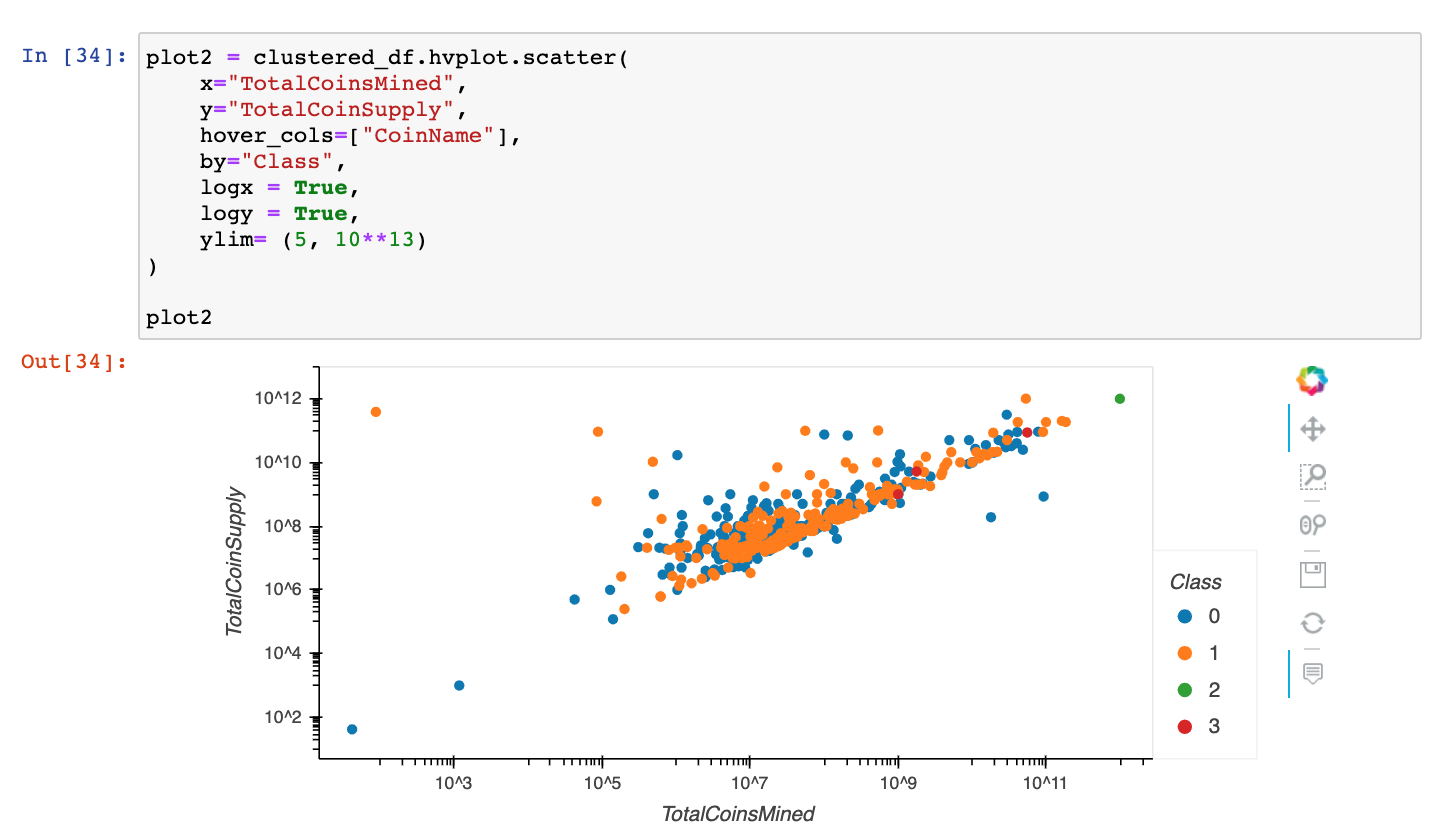 In [34]:
plot2 = clustered_df.hvplot.scatter(
    x="TotalCoinsMined",
    y="TotalCoinSupply",
    hover_cols=["CoinName"],
    by="Class",
    logx = True,
    logy = True,
    ylim= (5, 10**13)
)
plot2
Out[34]:
TotalCoinSupply
10^12
10^10
10^8
10^6
10^4
10^2
10^3
10^5
10^7
10^9
10^11
TotalCoinsMined
Class
0
1
2
3